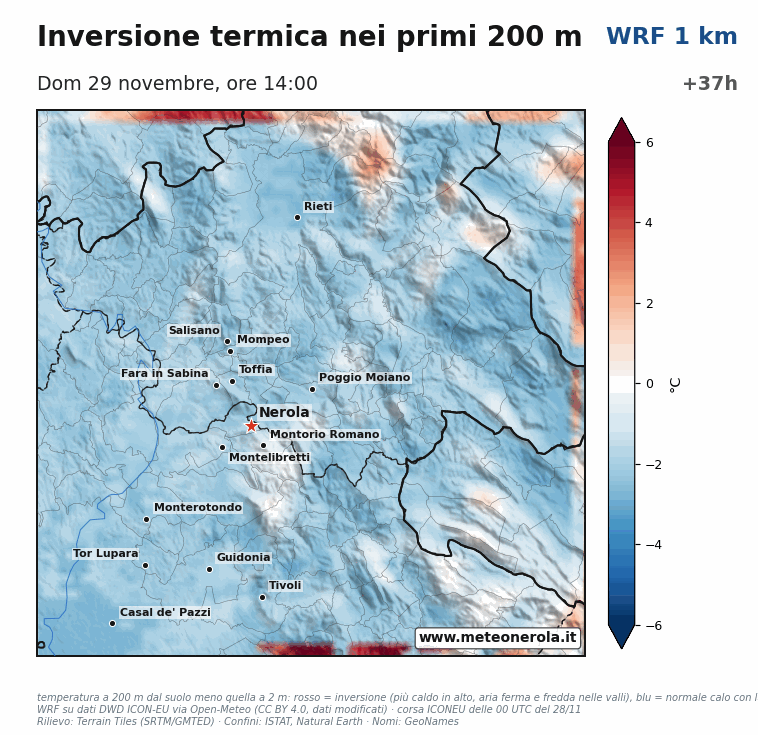 Inversione termica nei primi 200 m
WRF 1 km
Dom 29 novembre, ore 14:00
+37h
Rieti
Salisano
Mompeo
Toffia
Fara in Sabina
Poggio Moiano
Nerola
Montorio Romano
Montelibretti
Monterotondo
Tor Lupara
Guidonia
Tivoli
Casal de' Pazzi
www.meteonerola.it
6
4
2
0
−2
−4
−6
°C
temperatura a 200 m dal suolo meno quella a 2 m: rosso = inversione (più caldo in alto, aria ferma e fredda nelle valli), blu = normale calo con
WRF su dati DWD ICON-EU via Open-Meteo (CC BY 4.0, dati modificati) · corsa ICONEU delle 00 UTC del 28/11
Rilievo: Terrain Tiles (SRTM/GMTED) · Confini: ISTAT, Natural Earth · Nomi: GeoNames